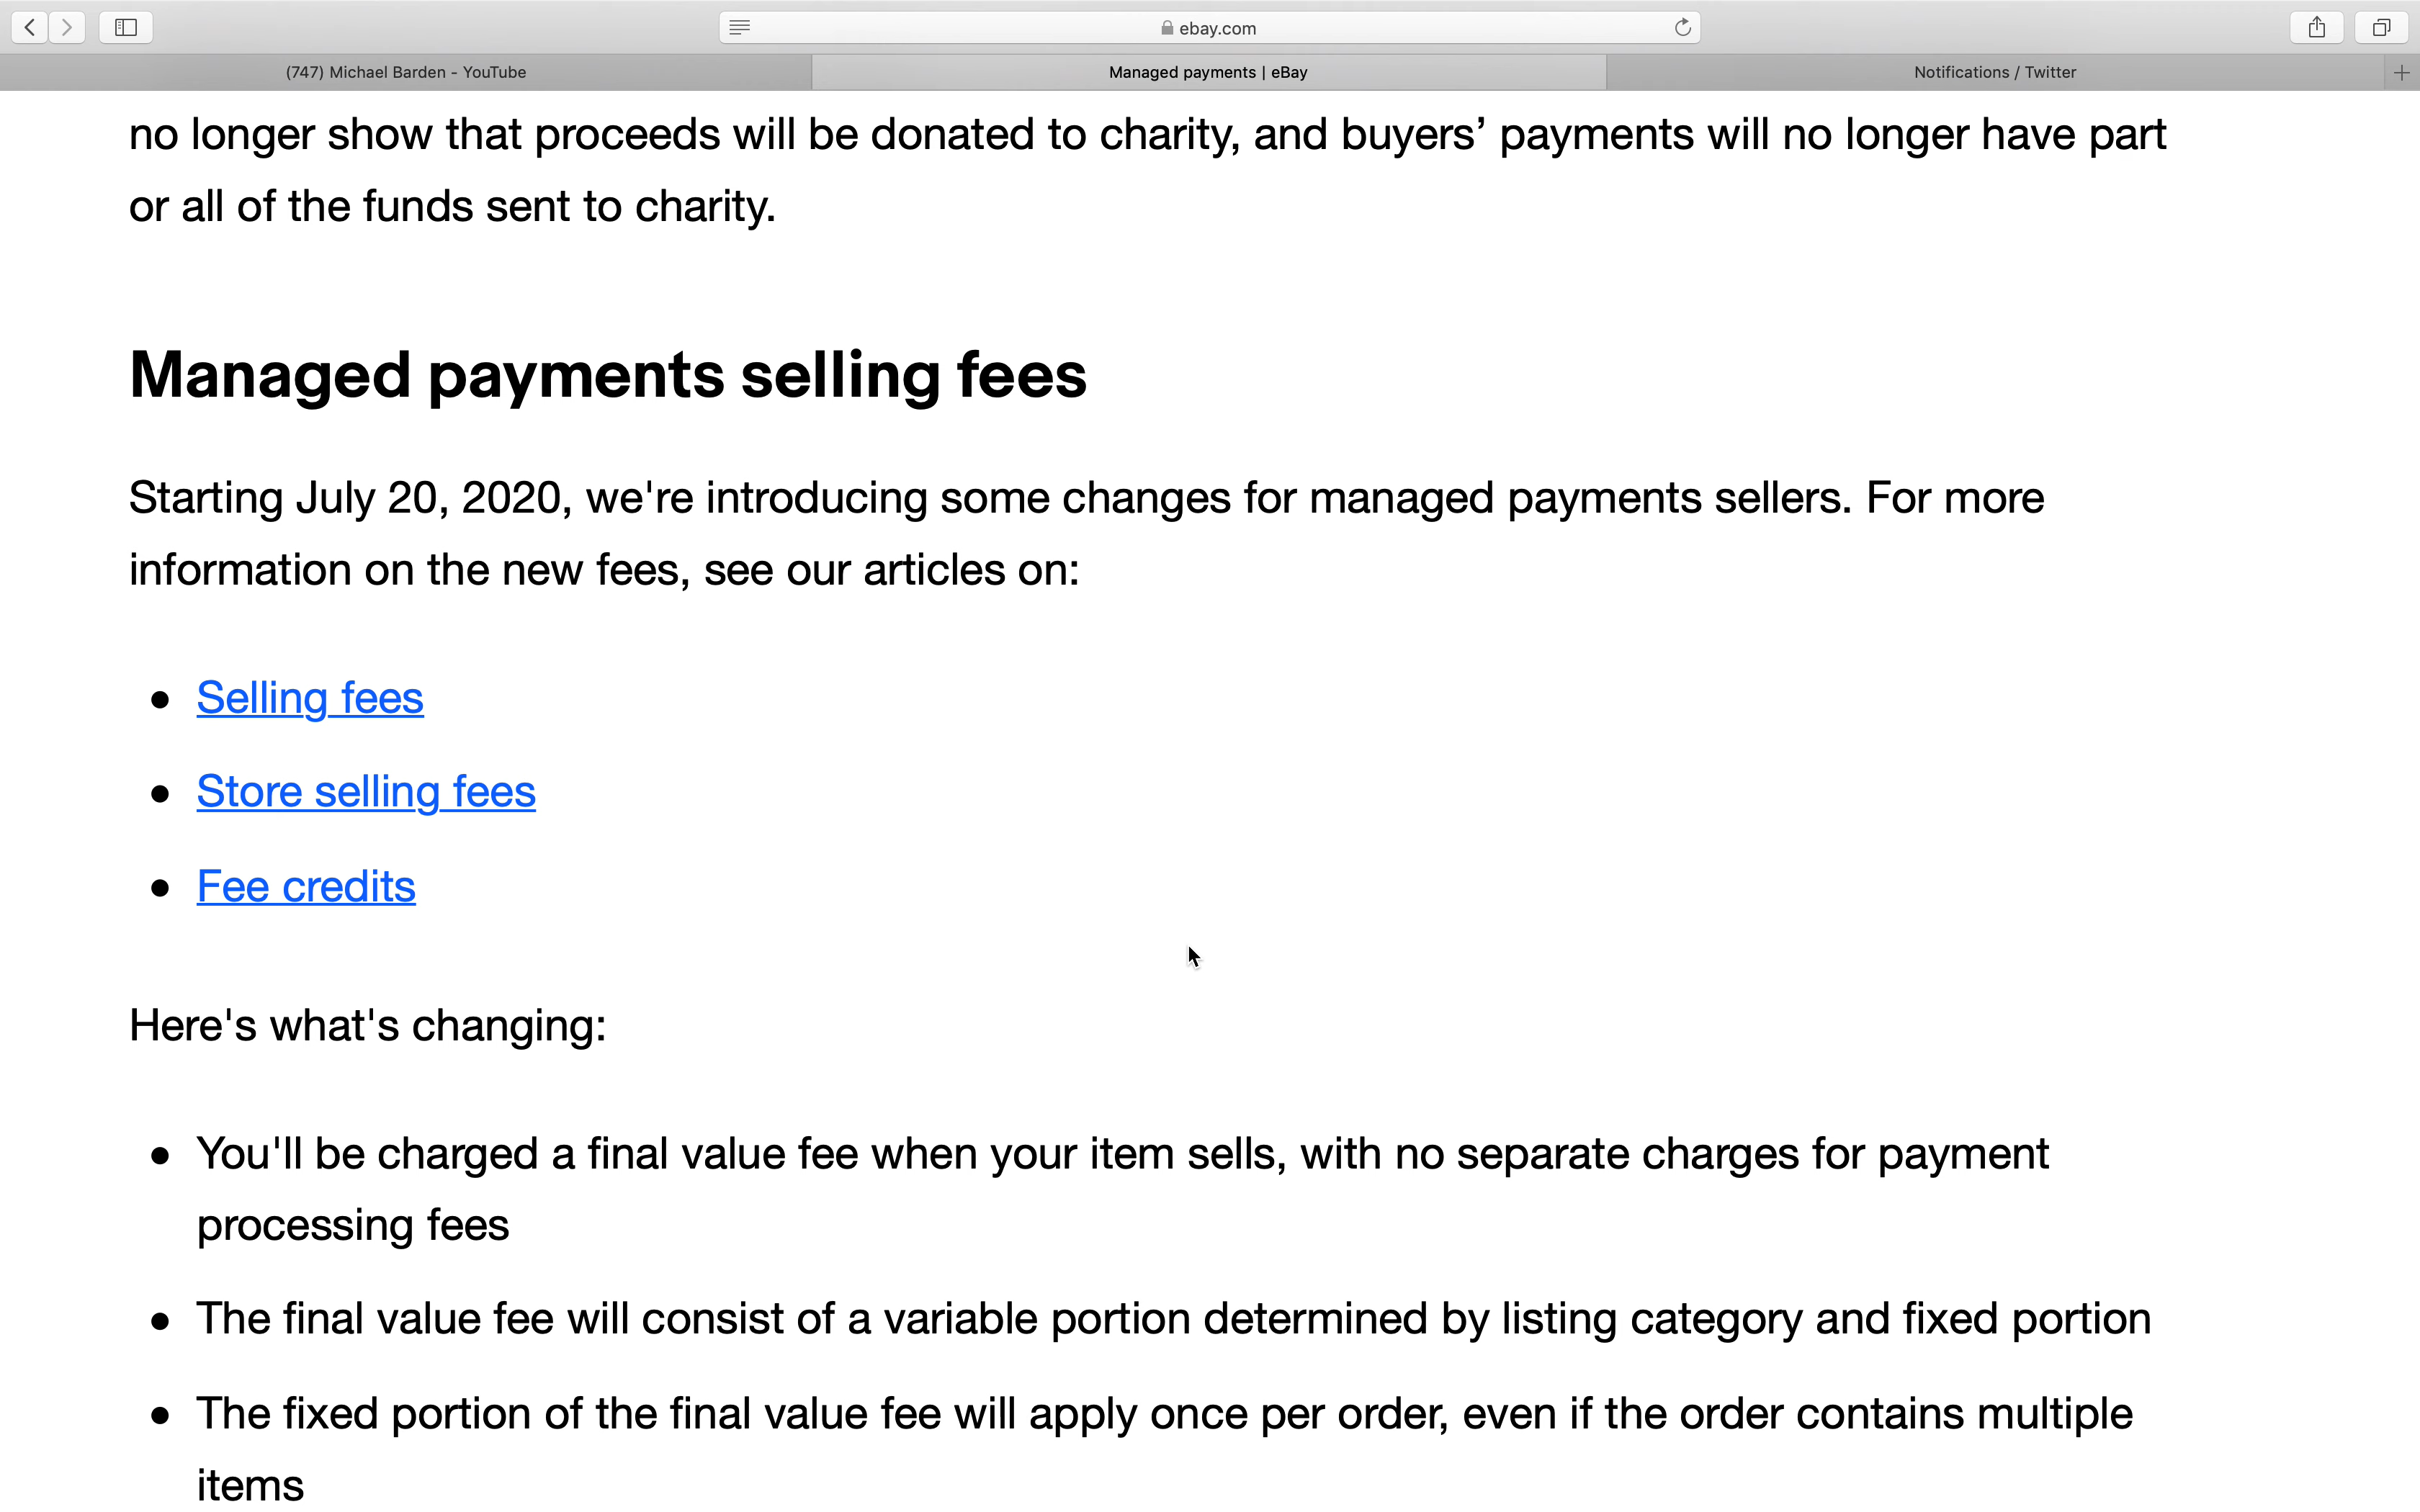 ebay.com
(747) Michael Barden - YouTube
Managed payments | eBay
Notifications / Twitter
no longer show that proceeds will be donated to charity, and buyers’ payments will no longer have part
or all of the funds sent to charity.
Managed payments selling fees
Starting July 20, 2020, we're introducing some changes for managed payments sellers. For more
information on the new fees, see our articles on:
• Selling fees
• Store selling fees
• Fee credits
Here's what's changing:
• You'll be charged a final value fee when your item sells, with no separate charges for payment
processing fees
• The final value fee will consist of a variable portion determined by listing category and fixed portion
• The fixed portion of the final value fee will apply once per order, even if the order contains multiple
items